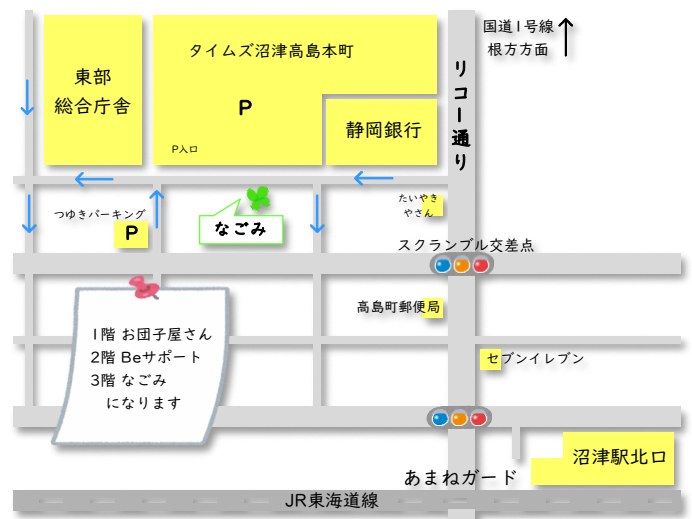 国道1号線
根方方面
タイムズ沼津高島本町
P
P入口
東部
総合庁舎
静岡銀行
リコー通り
つゆきパーキング
P
なごみ
たいやき
やさん
スクランブル交差点
1階 お団子屋さん
2階 Beサポート
3階 なごみ
になります
高島町郵便局
セブンイレブン
沼津駅北口
あまねガード
JR東海道線